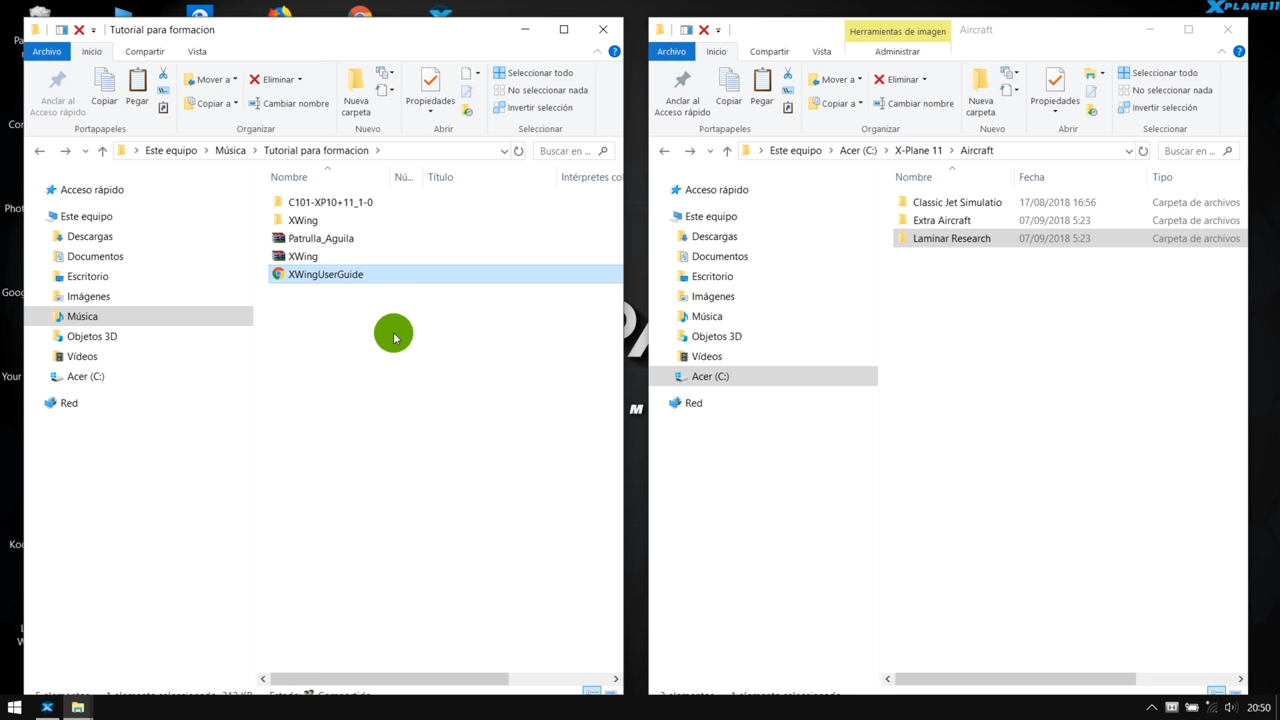 XPLANE11
Tutorial para formacion
Archivo Inicio Compartir Vista
Anclar al Acceso rápido
Copiar
Pegar
Mover a
Copiar a
Eliminar
Cambiar nombre
Nueva carpeta
Propiedades
Seleccionar todo
No seleccionar nada
Invertir selección
Portapapeles Organizar Nuevo Abrir Seleccionar
Este equipo > Música > Tutorial para formacion >
Buscar en ...
Nombre Nú... Título Intérpretes co
Acceso rápido
Este equipo
Descargas
Documentos
Escritorio
Imágenes
Música
Objetos 3D
Vídeos
Acer (C:)
Red
C101-XP10+11_1-0
XWing
Patrulla_Aguila
XWing
XWingUserGuide
Herramientas de imagen
Aircraft
Archivo Inicio Compartir Vista Administrar
Anclar al Acceso rápido
Copiar
Pegar
Mover a
Copiar a
Eliminar
Cambiar nombre
Nueva carpeta
Propiedades
Seleccionar todo
No seleccionar nada
Invertir selección
Portapapeles Organizar Nuevo Abrir Seleccionar
Este equipo > Acer (C:) > X-Plane 11 > Aircraft
Buscar en ...
Nombre Fecha Tipo
Acceso rápido
Este equipo
Descargas
Documentos
Escritorio
Imágenes
Música
Objetos 3D
Vídeos
Acer (C:)
Red
Classic Jet Simulatio 17/08/2018 16:56 Carpeta de archivos
Extra Aircraft 07/09/2018 5:23 Carpeta de archivos
Laminar Research 07/09/2018 5:23 Carpeta de archivos
Your
M
20:50